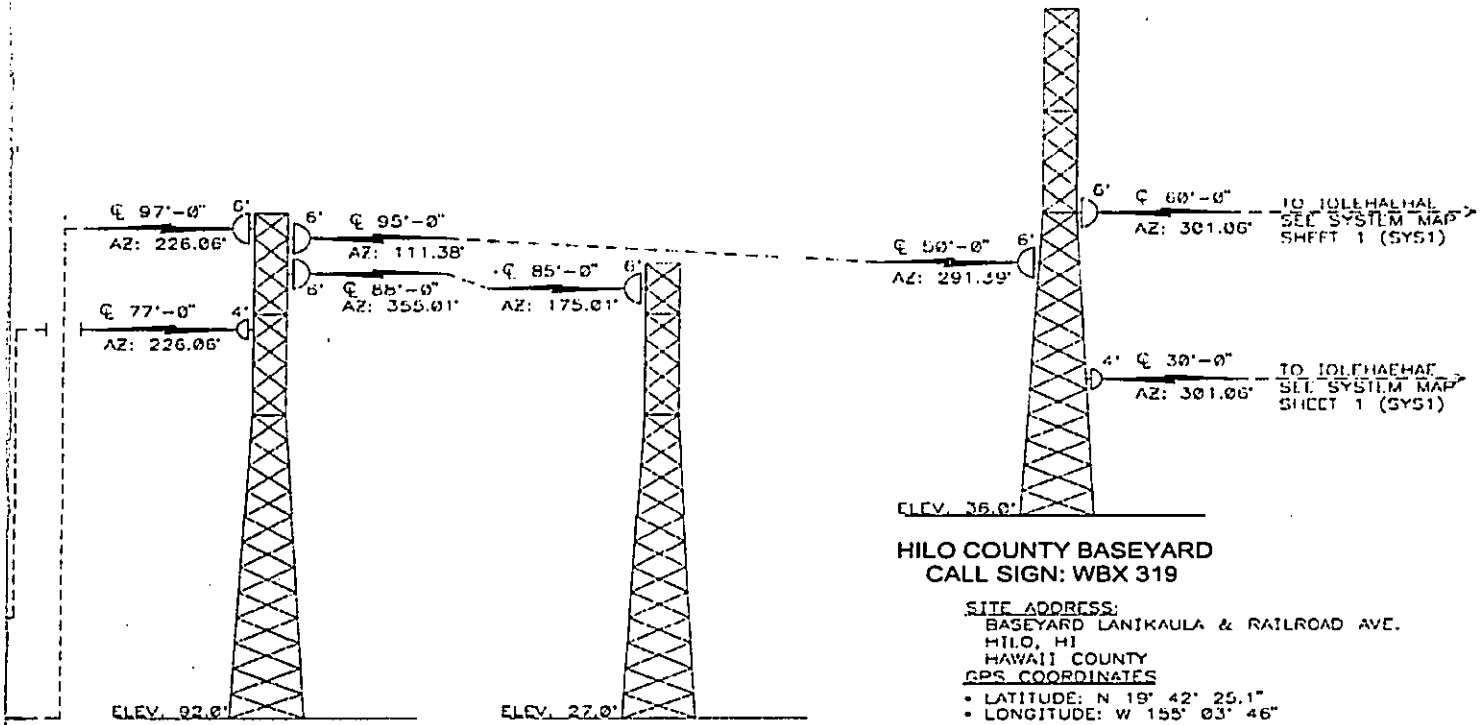 ℄ 97'-0"
6'
AZ: 226.06°
℄ 77'-0"
4'
AZ: 226.06°
6'
℄ 95'-0"
AZ: 111.38°
6'
℄ 88'-0"
AZ: 355.01°
℄ 85'-0"
6'
AZ: 175.01°
ELEV. 92.0'
ELEV. 27.0'
℄ 50'-0"
6'
AZ: 291.39°
6'
℄ 60'-0"
AZ: 301.06°
TO IOLEHAEHAE
SEE SYSTEM MAP
SHEET 1 (SYS1)
4'
℄ 30'-0"
AZ: 301.06°
TO IOLEHAEHAE
SEE SYSTEM MAP
SHEET 1 (SYS1)
ELEV. 36.0'
HILO COUNTY BASEYARD
CALL SIGN: WBX 319
SITE ADDRESS:
BASEYARD LANIKAULA & RAILROAD AVE.
HILO, HI
HAWAII COUNTY
GPS COORDINATES
• LATITUDE: N 19° 42' 25.1"
• LONGITUDE: W 155° 03' 46"